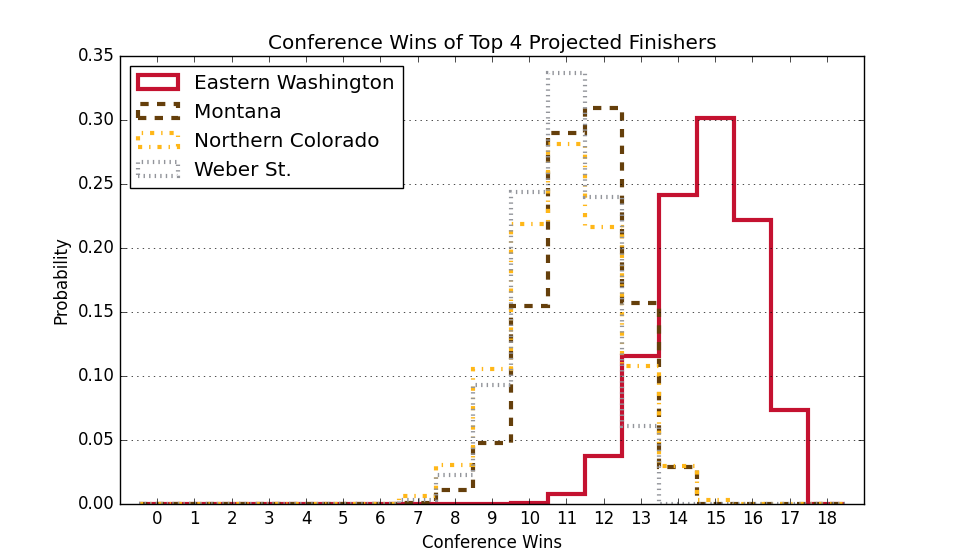 Conference Wins of Top 4 Projected Finishers
0.35
0.30
0.25
0.20
0.15
0.10
0.05
0.00
Probability
Eastern Washington
Montana
Northern Colorado
Weber St.
0 1 2 3 4 5 6 7 8 9 10 11 12 13 14 15 16 17 18
Conference Wins